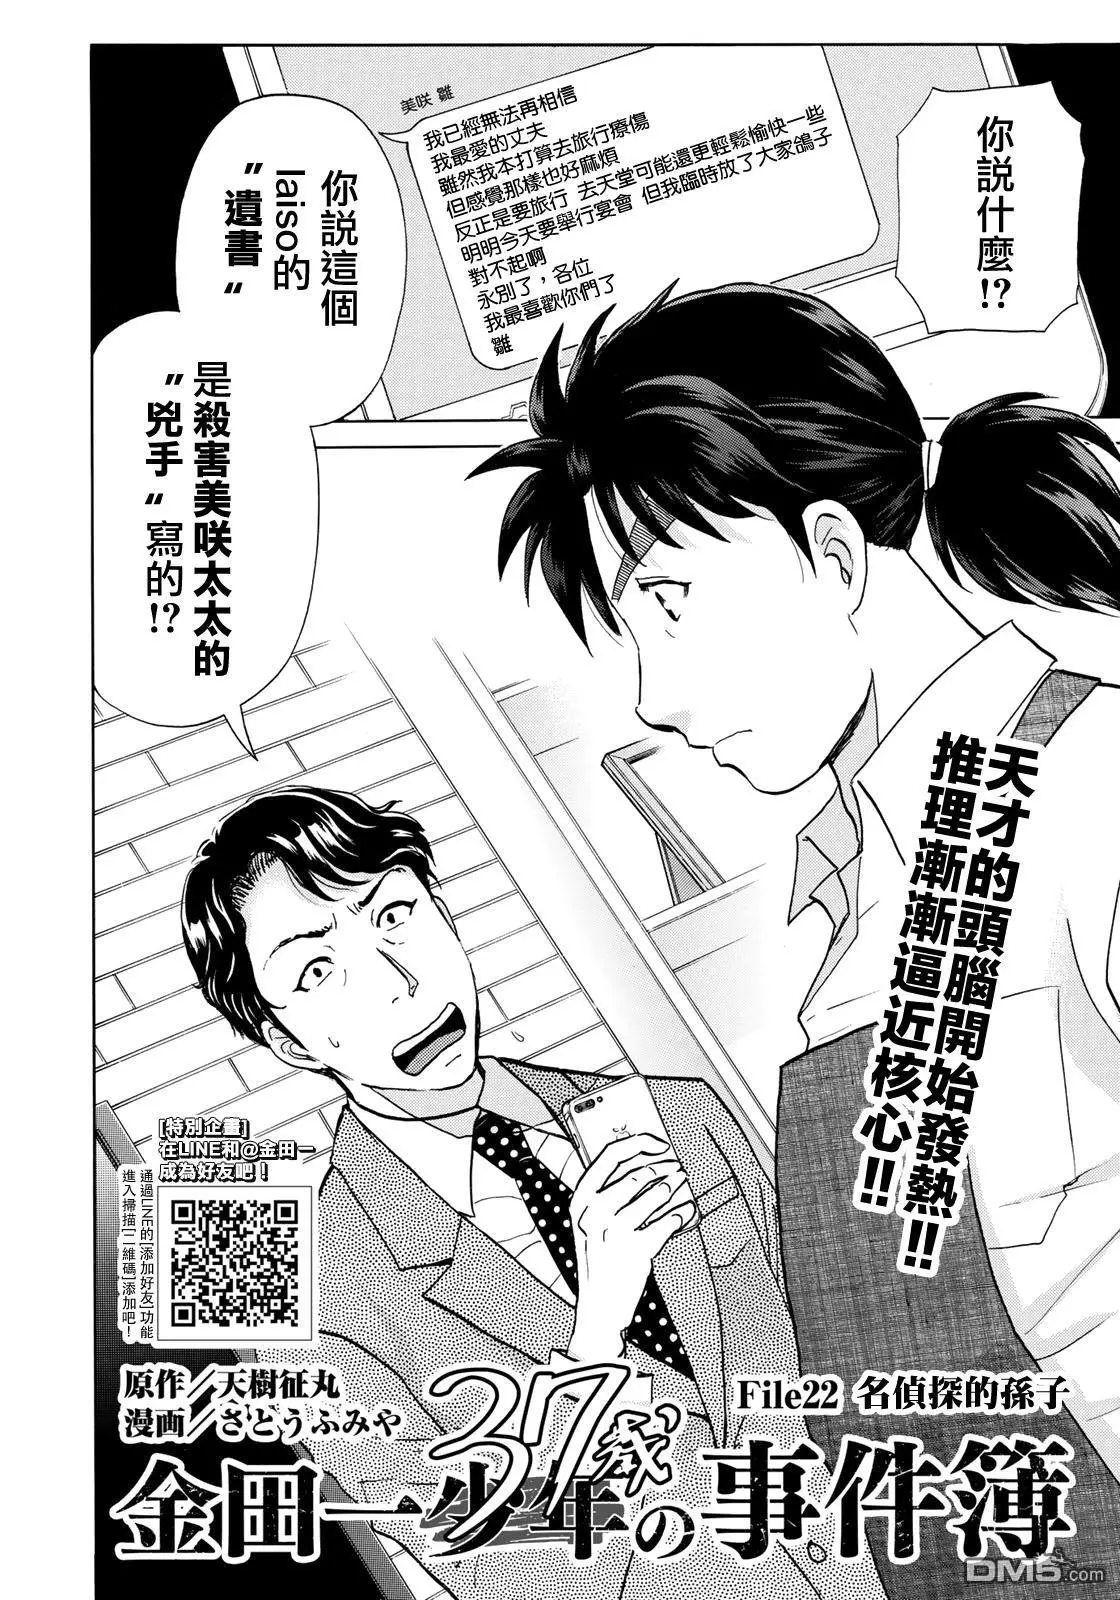 你說什麼!?
美咲 雛
我已經無法再相信
我最愛的丈夫
雖然我本打算去旅行療傷
但感覺那樣也好麻煩
反正是要旅行 去天堂可能還更輕鬆愉快一些
明明今天要舉行宴會 但我臨時放了大家鴿子
對不起啊
永別了，各位
我最喜歡你們了
雛
你說這個
laiso的
"遺書"
是殺害美咲太太的
"兇手"寫的!?
天才的頭腦開始發熱!!
推理漸漸逼近核心!!
[特別企畫]
在LINE和@金田一
成為好友吧！
通過LINE的[添加好友]功能
進入掃描[二維碼]添加吧！
原作／天樹征丸
漫画／さとうふみや
File22 名偵探的孫子
金田一少年の事件簿
37歳
DM5.com